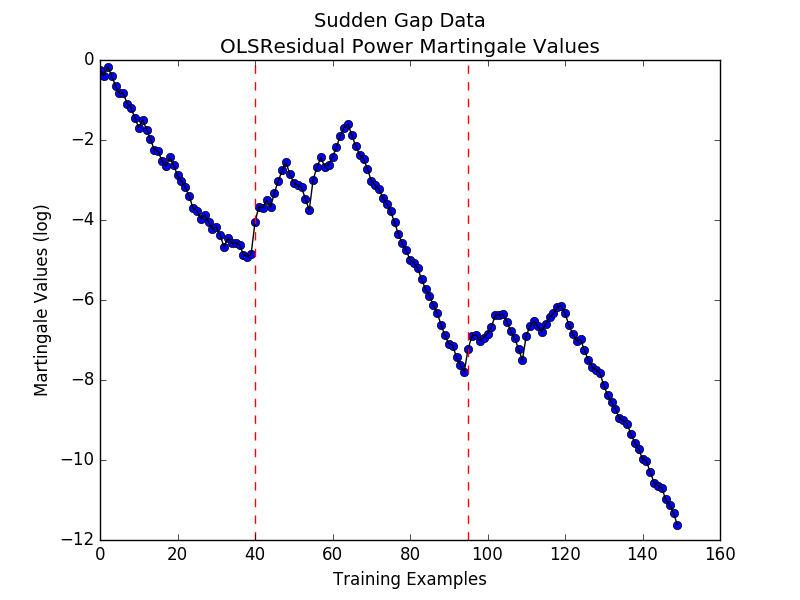 Sudden Gap Data
OLSResidual Power Martingale Values
0
−2
−4
−6
−8
−10
−12
Martingale Values (log)
0 20 40 60 80 100 120 140 160
Training Examples